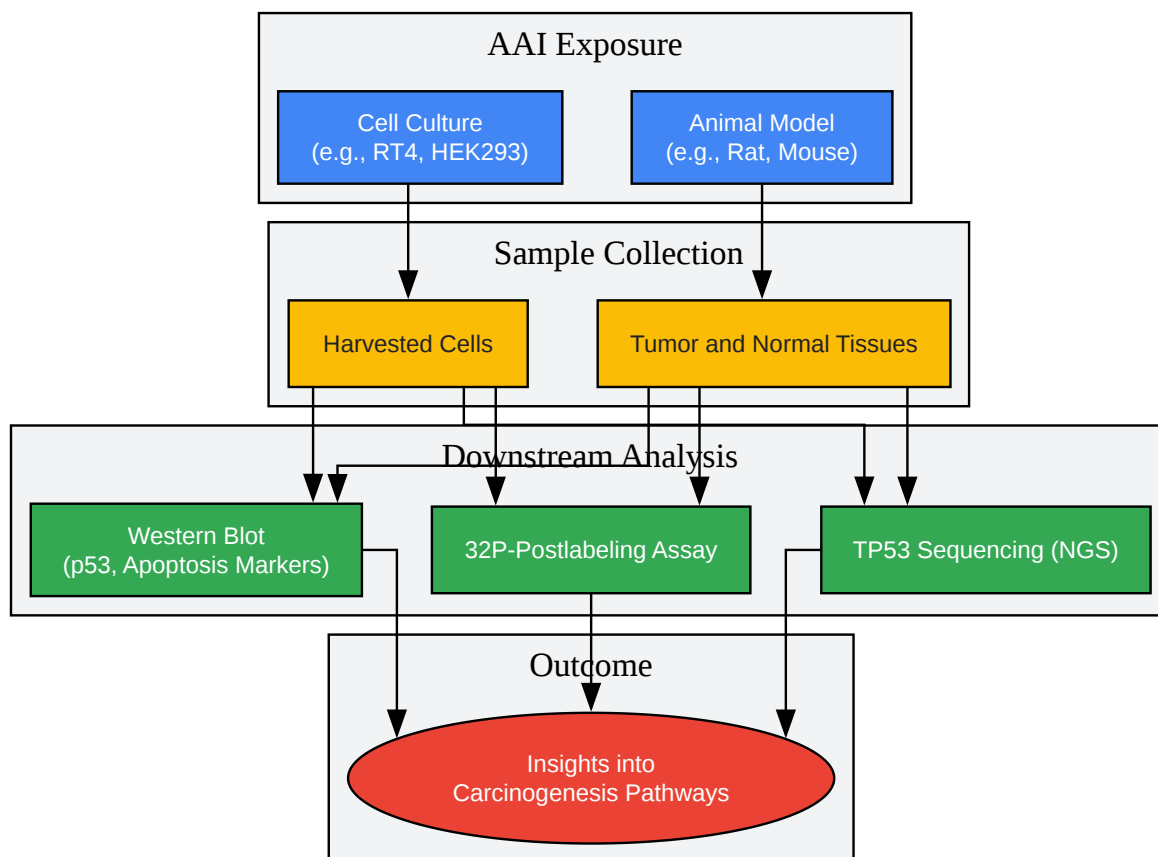 AAI Exposure
Cell Culture
(e.g., RT4, HEK293)
Animal Model
(e.g., Rat, Mouse)
Sample Collection
Harvested Cells
Tumor and Normal Tissues
Downstream Analysis
Western Blot
(p53, Apoptosis Markers)
32P-Postlabeling Assay
TP53 Sequencing (NGS)
Outcome
Insights into
Carcinogenesis Pathways